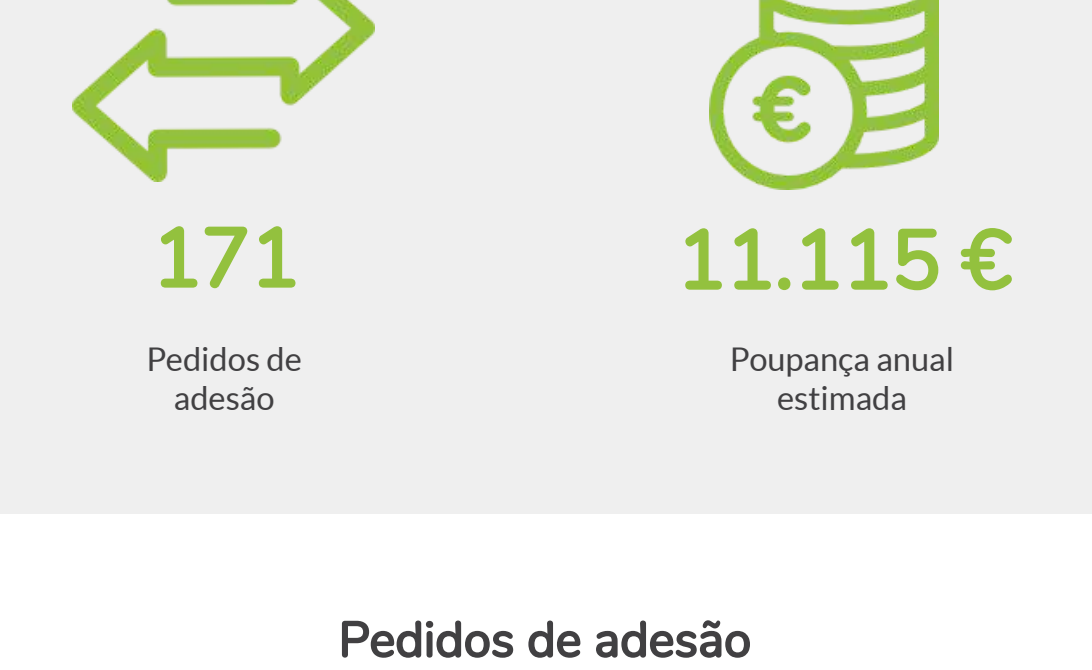 €
171
11.115 €
Pedidos de
adesão
Poupança anual
estimada
Pedidos de adesão